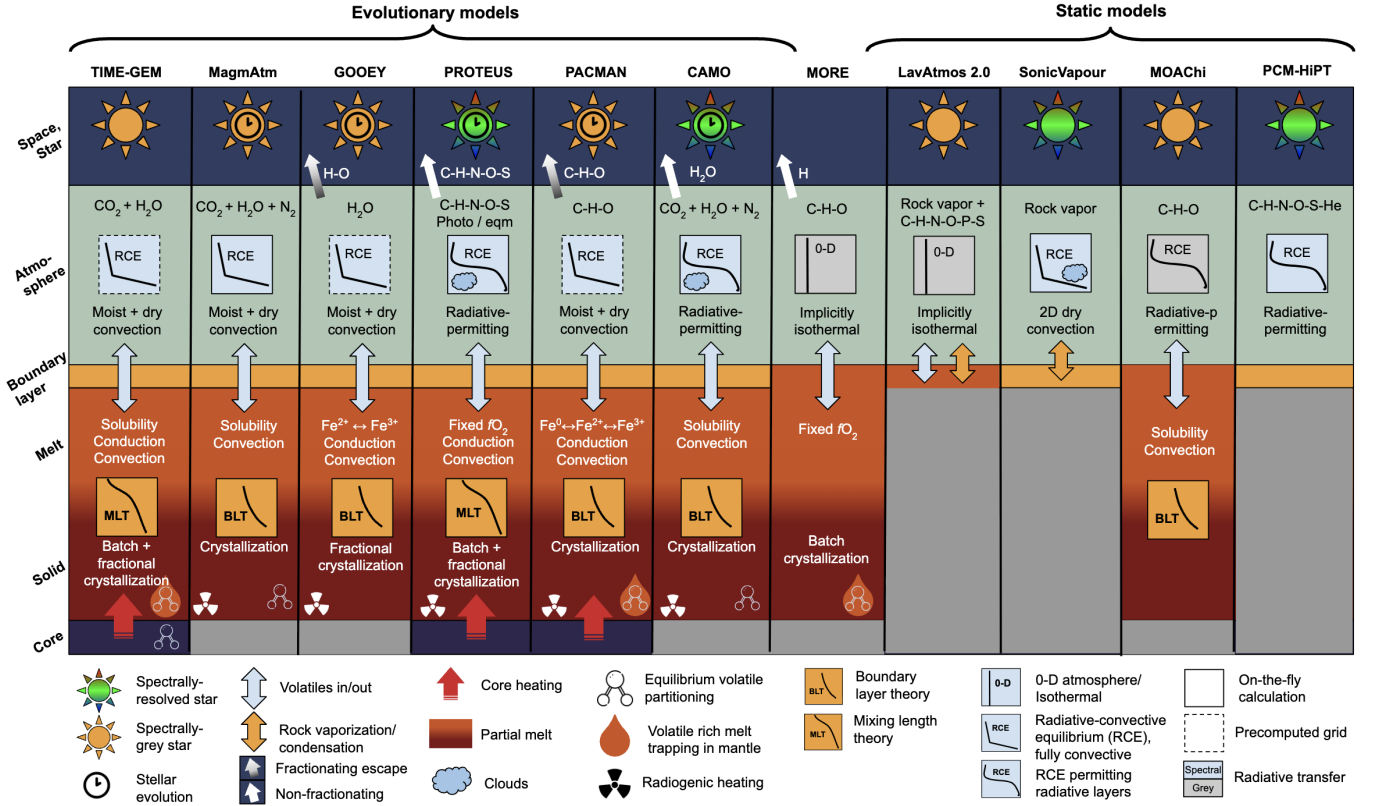 Evolutionary models
Static models
TIME-GEM MagmAtm GOOEY PROTEUS PACMAN CAMO MORE LavAtmos 2.0 SonicVapour MOAChi PCM-HiPT
Space,
Star
H-O C-H-N-O-S C-H-O H₂O H
Atmo-
sphere
CO₂ + H₂O
RCE
Moist + dry
convection
CO₂ + H₂O + N₂
RCE
Moist + dry
convection
H₂O
RCE
Moist + dry
convection
C-H-N-O-S
Photo / eqm
RCE
Radiative-
permitting
C-H-O
RCE
Moist + dry
convection
CO₂ + H₂O + N₂
RCE
Radiative-
permitting
C-H-O
0-D
Implicitly
isothermal
Rock vapor +
C-H-N-O-P-S
0-D
Implicitly
isothermal
Rock vapor
RCE
2D dry
convection
C-H-O
RCE
Radiative-p
ermitting
C-H-N-O-S-He
RCE
Radiative-
permitting
Boundary
layer
Melt
Solid
Core
Solubility
Conduction
Convection
MLT
Batch +
fractional
crystallization
Solubility
Convection
BLT
Crystallization
Fe²⁺ ↔ Fe³⁺
Conduction
Convection
BLT
Fractional
crystallization
Fixed fO₂
Conduction
Convection
MLT
Batch +
fractional
crystallization
Fe⁰↔Fe²⁺↔Fe³⁺
Conduction
Convection
BLT
Crystallization
Solubility
Convection
BLT
Crystallization
Fixed fO₂
Batch
crystallization
Solubility
Convection
BLT
Spectrally-
resolved star
Spectrally-
grey star
Stellar
evolution
Volatiles in/out
Rock vaporization/
condensation
Fractionating escape
Non-fractionating
Core heating
Partial melt
Clouds
Equilibrium volatile
partitioning
Volatile rich melt
trapping in mantle
Radiogenic heating
BLT
Boundary
layer theory
MLT
Mixing length
theory
0-D
0-D atmosphere/
Isothermal
RCE
Radiative-convective
equilibrium (RCE),
fully convective
RCE
RCE permitting
radiative layers
On-the-fly
calculation
Precomputed grid
Spectral
Grey
Radiative transfer